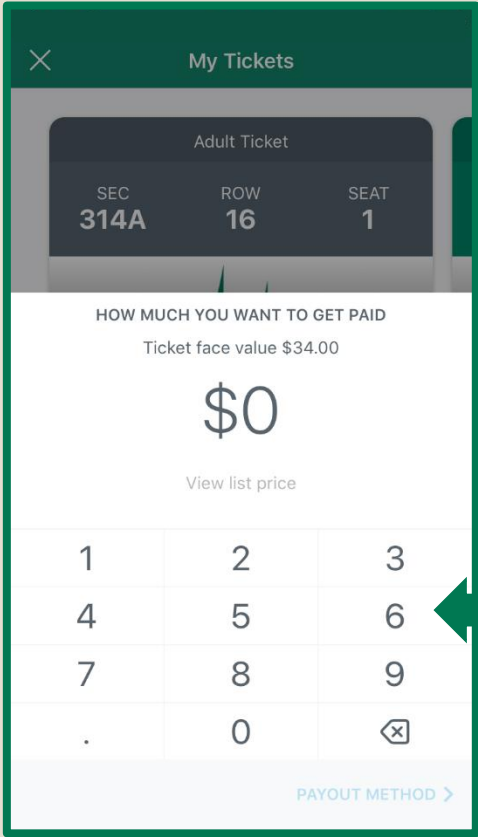 My Tickets
Adult Ticket
SEC ROW SEAT
314A 16 1
HOW MUCH YOU WANT TO GET PAID
Ticket face value $34.00
$0
View list price
1 2 3
4 5 6
7 8 9
. 0
PAYOUT METHOD